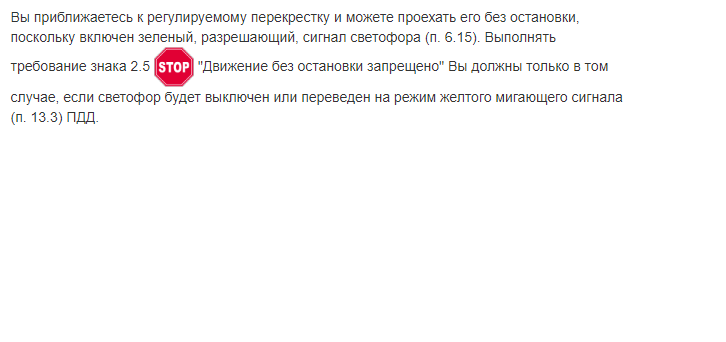 Вы приближаетесь к регулируемому перекрестку и можете проехать его без остановки,
поскольку включен зеленый, разрешающий, сигнал светофора (п. 6.15). Выполнять
требование знака 2.5 STOP "Движение без остановки запрещено" Вы должны только в том
случае, если светофор будет выключен или переведен на режим желтого мигающего сигнала
(п. 13.3) ПДД.